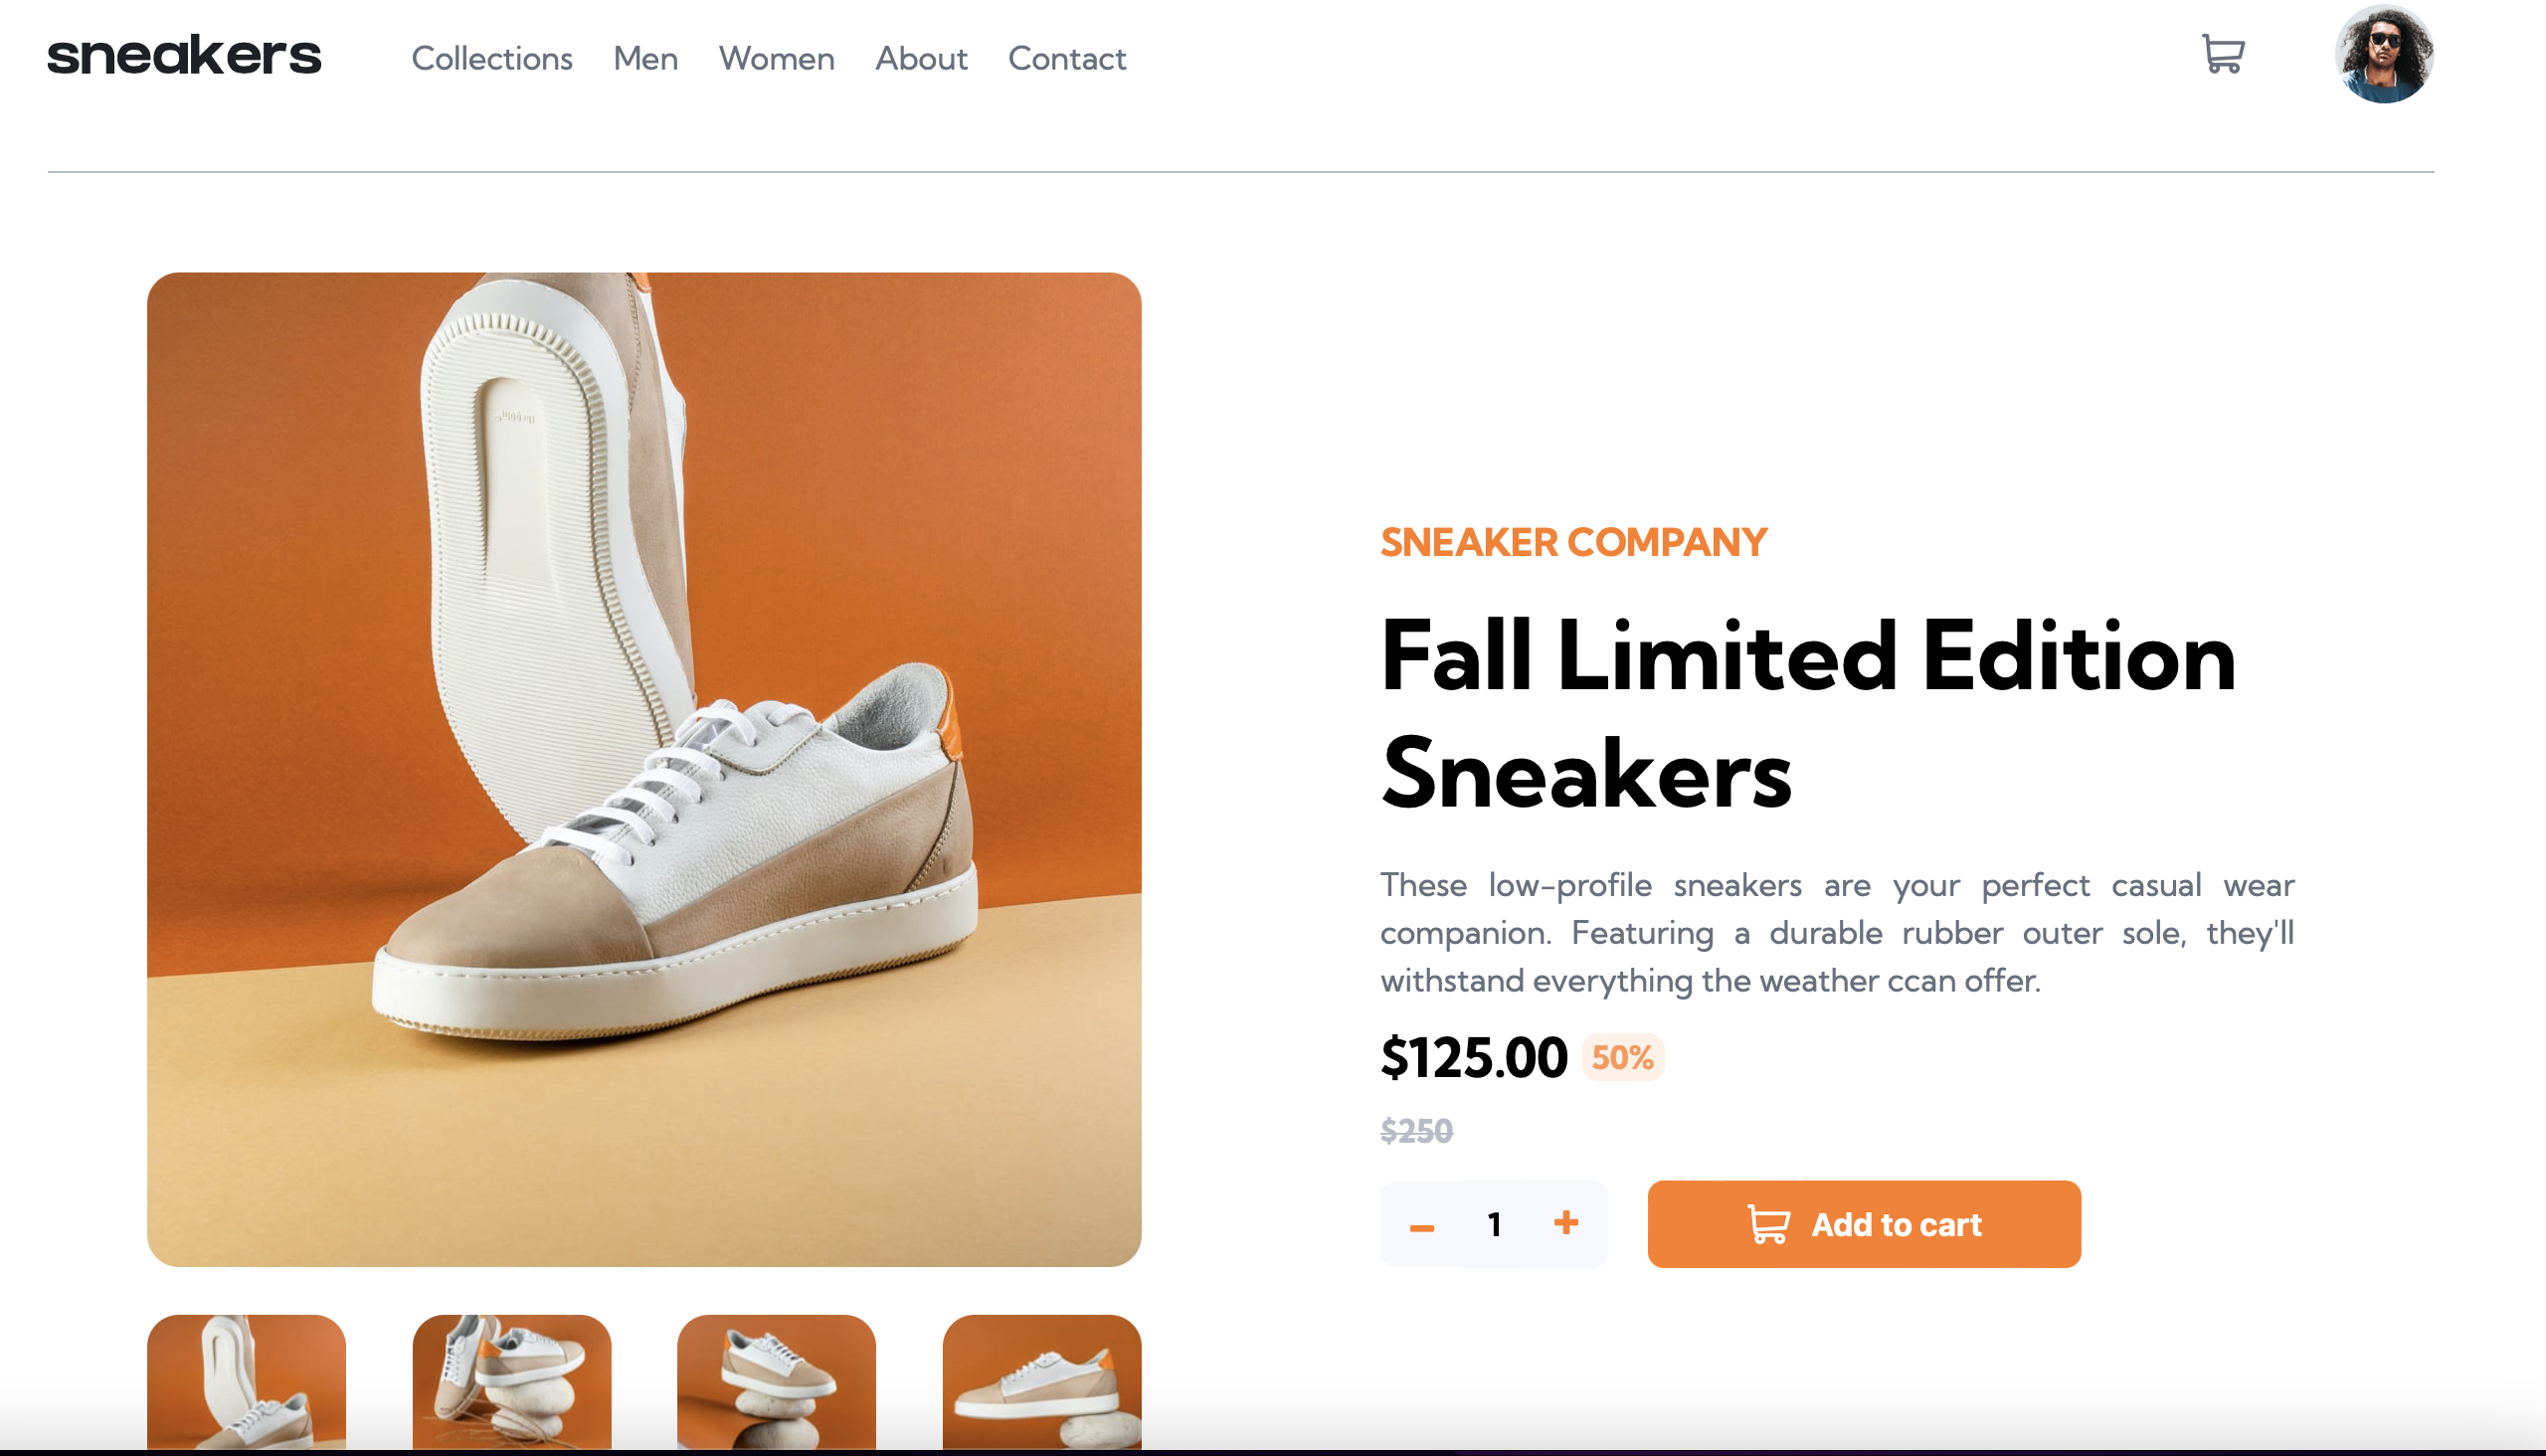 sneakers Collections Men Women About Contact
SNEAKER COMPANY
Fall Limited Edition
Sneakers
These low-profile sneakers are your perfect casual wear
companion. Featuring a durable rubber outer sole, they'll
withstand everything the weather ccan offer.
$125.00 50%
$250
– 1 + Add to cart